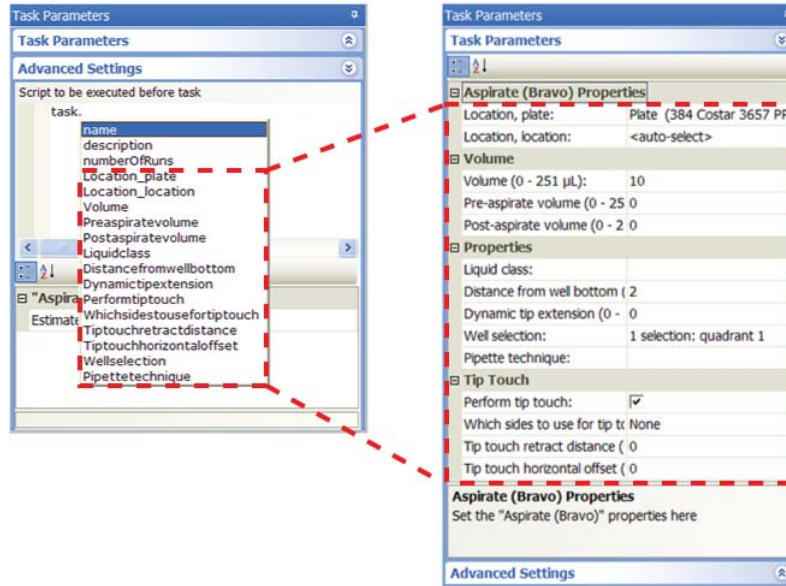 Task Parameters
Task Parameters
Advanced Settings
Script to be executed before task
task.
name
description
numberOfRuns
Location_plate
Location_location
Volume
Preaspiratevolume
Postaspiratevolume
Liquidclass
Distancefromwellbottom
Dynamictipextension
Performtiptouch
Whichsidestousefortiptouch
Tiptouchretractdistance
Tiptouchhorizontaloffset
Wellselection
Pipettetechnique
"Aspira
Estimate
Task Parameters
Task Parameters
Aspirate (Bravo) Properties
Location, plate: Plate (384 Costar 3657 PP
Location, location: <auto-select>
Volume
Volume (0 - 251 µL): 10
Pre-aspirate volume (0 - 25 0
Post-aspirate volume (0 - 2 0
Properties
Liquid class:
Distance from well bottom ( 2
Dynamic tip extension (0 - 0
Well selection: 1 selection: quadrant 1
Pipette technique:
Tip Touch
Perform tip touch:
Which sides to use for tip to None
Tip touch retract distance ( 0
Tip touch horizontal offset ( 0
Aspirate (Bravo) Properties
Set the "Aspirate (Bravo)" properties here
Advanced Settings